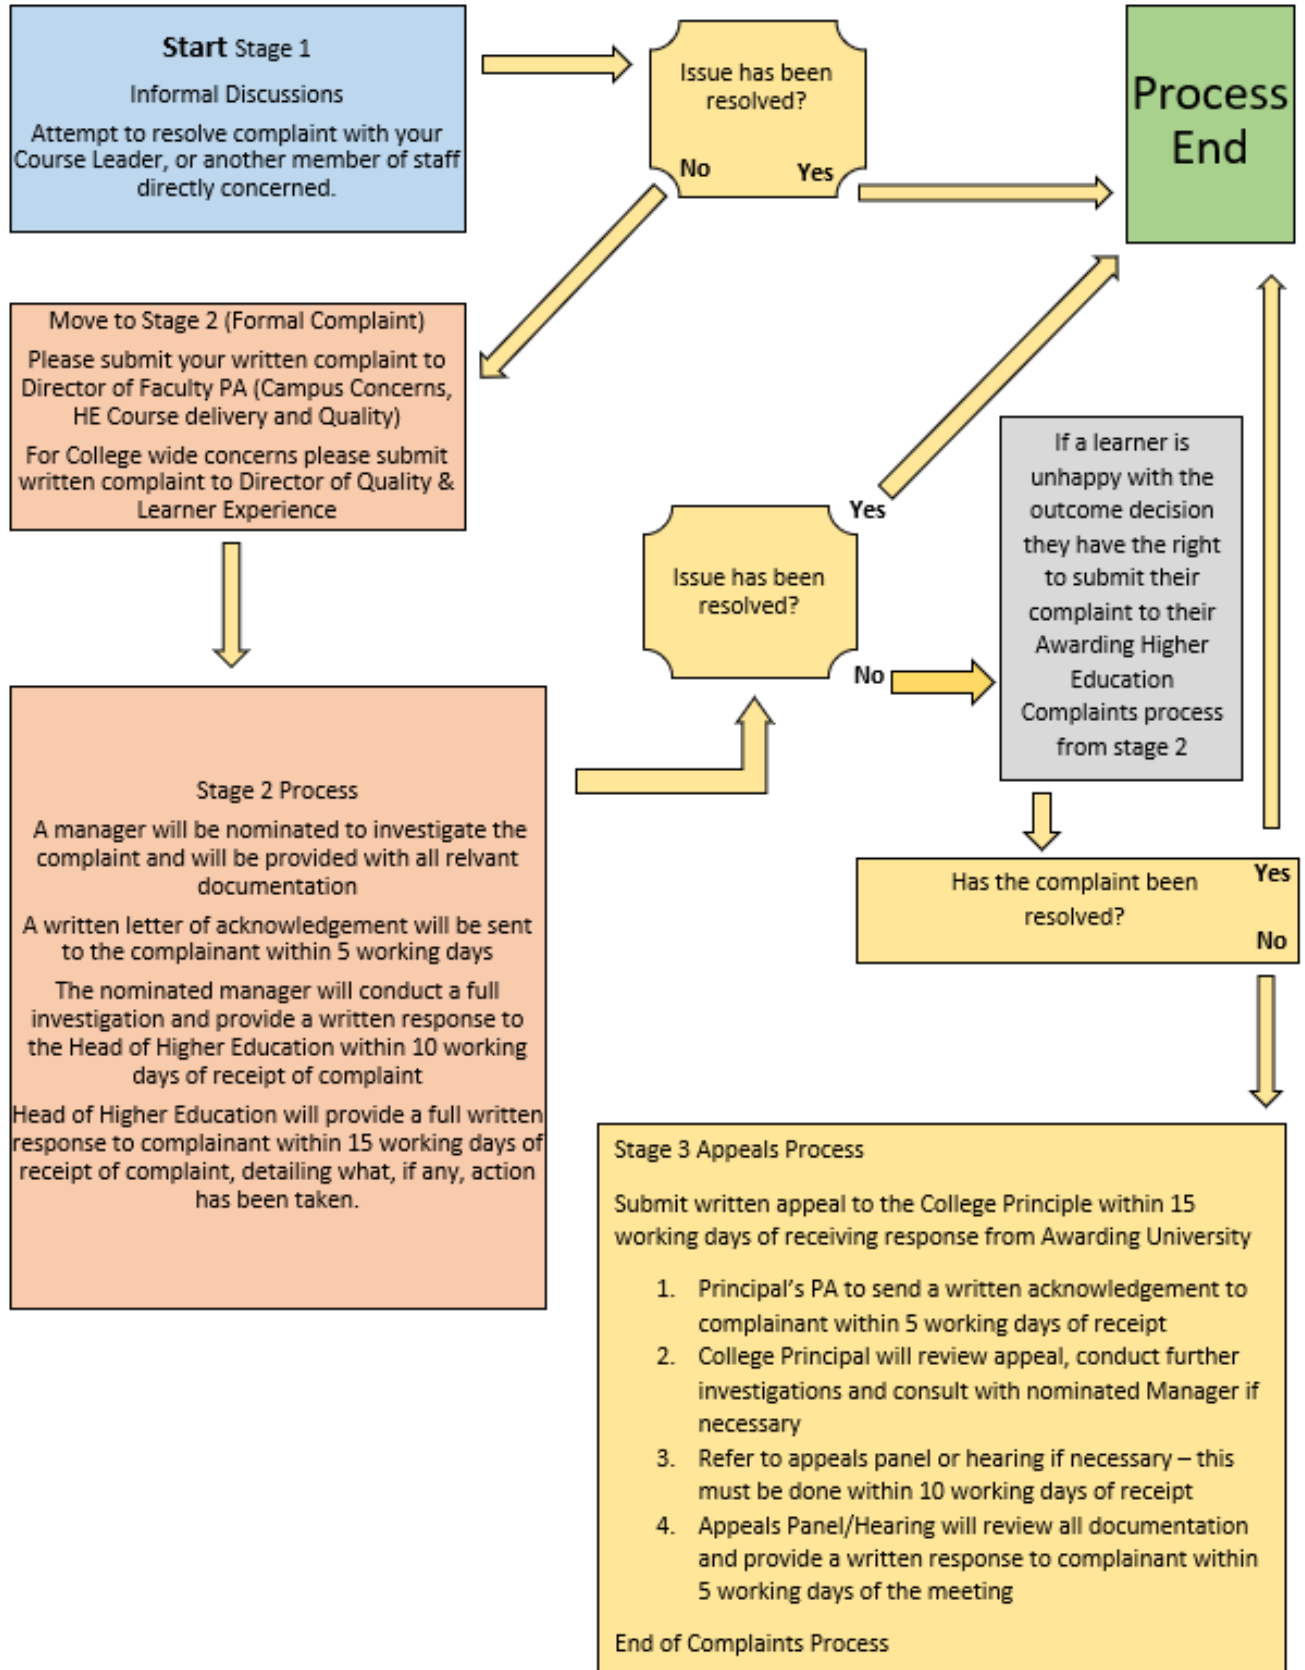 Start Stage 1
Informal Discussions
Attempt to resolve complaint with your
Course Leader, or another member of staff
directly concerned.
Issue has been
resolved?
No
Yes
Process
End
Move to Stage 2 (Formal Complaint)
Please submit your written complaint to
Director of Faculty PA (Campus Concerns,
HE Course delivery and Quality)
For College wide concerns please submit
written complaint to Director of Quality &
Learner Experience
Stage 2 Process
A manager will be nominated to investigate the
complaint and will be provided with all relvant
documentation
A written letter of acknowledgement will be sent
to the complainant within 5 working days
The nominated manager will conduct a full
investigation and provide a written response to
the Head of Higher Education within 10 working
days of receipt of complaint
Head of Higher Education will provide a full written
response to complainant within 15 working days of
receipt of complaint, detailing what, if any, action
has been taken.
Issue has been
resolved?
Yes
No
If a learner is
unhappy with the
outcome decision
they have the right
to submit their
complaint to their
Awarding Higher
Education
Complaints process
from stage 2
Has the complaint been
resolved?
Yes
No
Stage 3 Appeals Process
Submit written appeal to the College Principle within 15
working days of receiving response from Awarding University
1. Principal's PA to send a written acknowledgement to
complainant within 5 working days of receipt
2. College Principal will review appeal, conduct further
investigations and consult with nominated Manager if
necessary
3. Refer to appeals panel or hearing if necessary – this
must be done within 10 working days of receipt
4. Appeals Panel/Hearing will review all documentation
and provide a written response to complainant within
5 working days of the meeting
End of Complaints Process